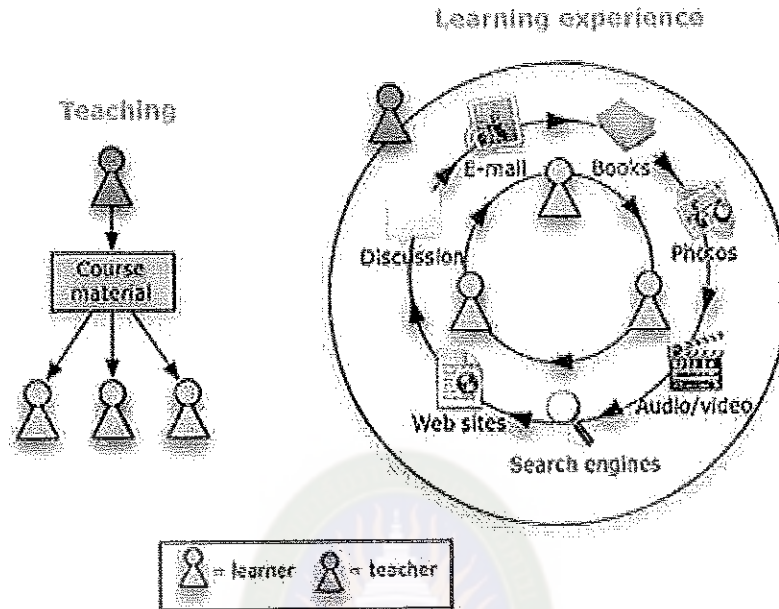 Learning experience
Teaching
Course
material
E-mail
Books
Discussion
Photos
Web sites
Audio/video
Search engines
= learner
= teacher